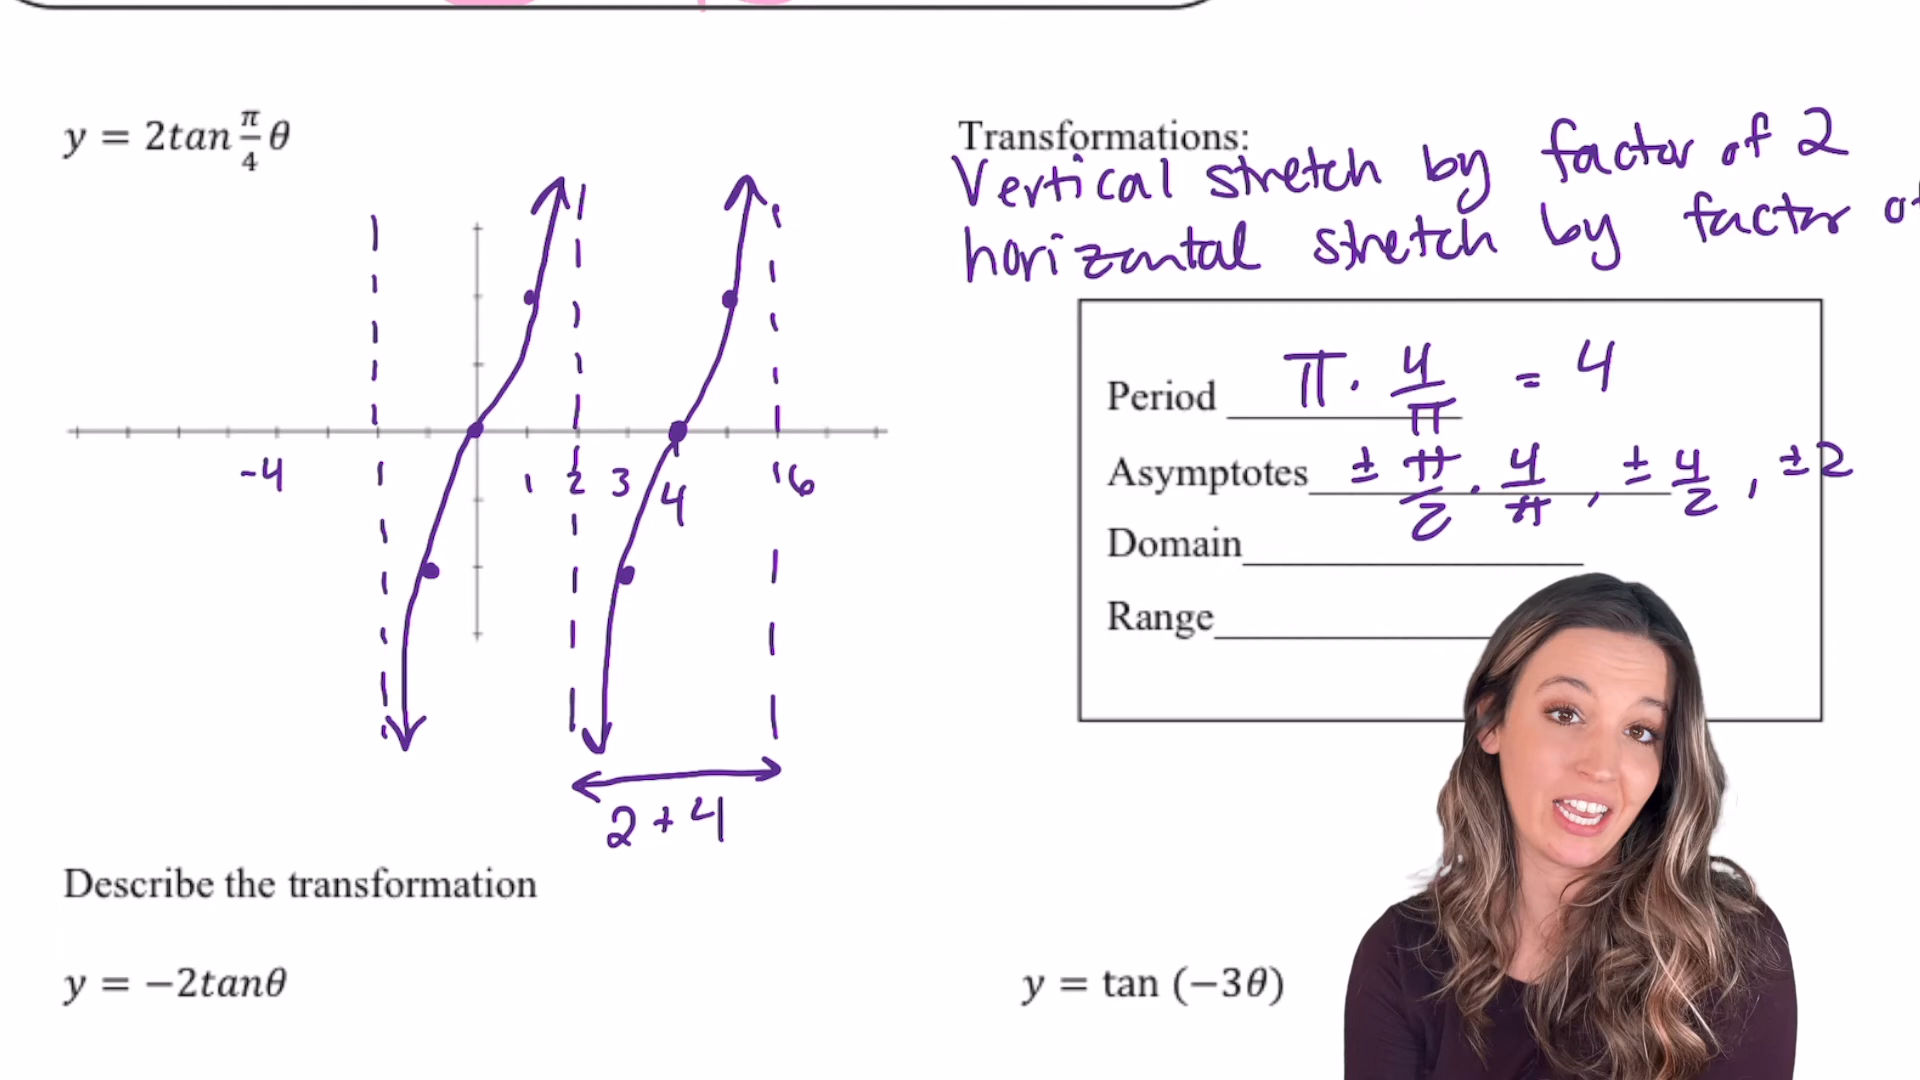 y = 2tan π/4 θ
Transformations:
Vertical stretch by factor of 2
horizontal stretch by factor of
Period π · 4/π = 4
Asymptotes ± π/2 · 4/π , ± 4/2 , ±2
Domain
Range
-4 1 2 3 4 6
2 + 4
Describe the transformation
y = −2tanθ
y = tan (−3θ)